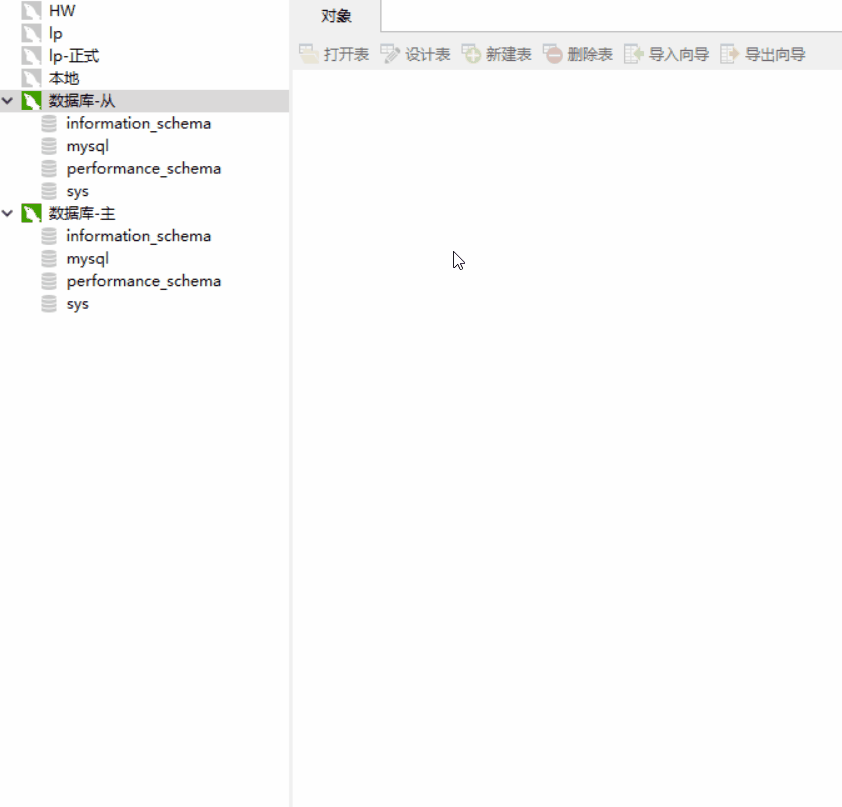 HW
lp
lp-正式
本地
数据库-从
information_schema
mysql
performance_schema
sys
数据库-主
information_schema
mysql
performance_schema
sys
对象
打开表 设计表 新建表 删除表 导入向导 导出向导